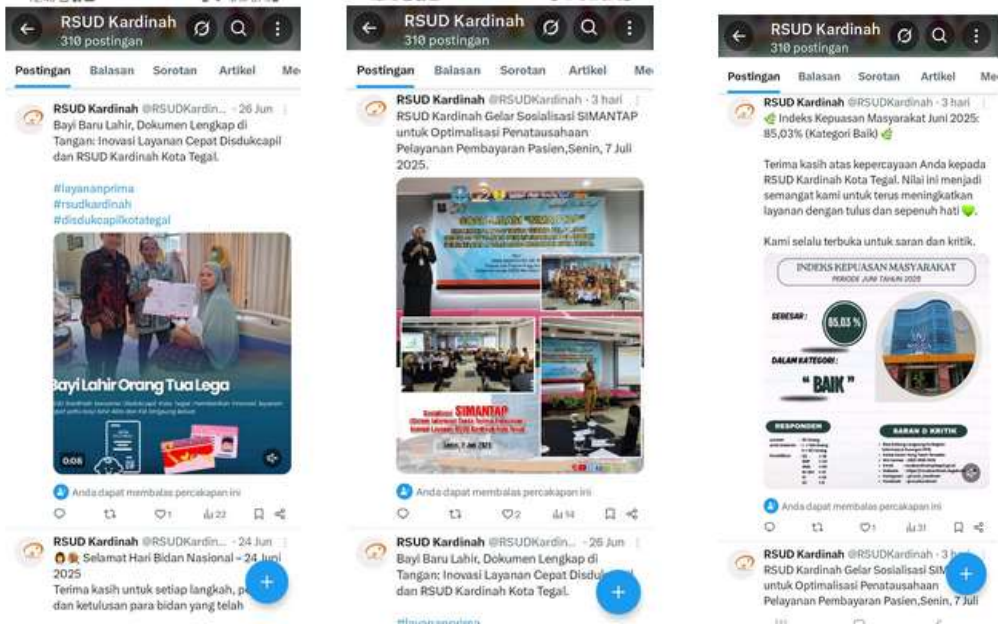 RSUD Kardinah
310 postingan
Postingan Balasan Sorotan Artikel Me
RSUD Kardinah @RSUDKardin... · 26 Jun
Bayi Baru Lahir, Dokumen Lengkap di
Tangan: Inovasi Layanan Cepat Disdukcapil
dan RSUD Kardinah Kota Tegal.
#layananprima
#rsudkardinah
#disdukcapilkotategal
Bayi Lahir Orang Tua Lega
0:08
Anda dapat membalas percakapan ini
1 22
RSUD Kardinah @RSUDKardin... · 24 Jun
Selamat Hari Bidan Nasional – 24 Juni
2025
Terima kasih untuk setiap langkah,
dan ketulusan para bidan yang telah
RSUD Kardinah
310 postingan
Postingan Balasan Sorotan Artikel Me
RSUD Kardinah @RSUDKardinah · 3 hari
RSUD Kardinah Gelar Sosialisasi SIMANTAP
untuk Optimalisasi Penatausahaan
Pelayanan Pembayaran Pasien,Senin, 7 Juli
2025.
SOSIALISASI "SIMANTAP"
Sosialisasi SIMANTAP
Senin, 7 Juli 2025
Anda dapat membalas percakapan ini
2 14
RSUD Kardinah @RSUDKardin... · 26 Jun
Bayi Baru Lahir, Dokumen Lengkap di
Tangan: Inovasi Layanan Cepat
dan RSUD Kardinah Kota Tegal.
#layananprima
RSUD Kardinah
310 postingan
Postingan Balasan Sorotan Artikel Me
RSUD Kardinah @RSUDKardinah · 3 hari
Indeks Kepuasan Masyarakat Juni 2025:
85,03% (Kategori Baik)
Terima kasih atas kepercayaan Anda kepada
RSUD Kardinah Kota Tegal. Nilai ini menjadi
semangat kami untuk terus meningkatkan
layanan dengan tulus dan sepenuh hati.
Kami selalu terbuka untuk saran dan kritik.
INDEKS KEPUASAN MASYARAKAT
PERIODE JUNI TAHUN 2025
SEBESAR :
85,03 %
DALAM KATEGORI :
" BAIK "
RESPONDEN
SARAN & KRITIK
Anda dapat membalas percakapan ini
1 31
RSUD Kardinah @RSUDKardinah · 3
RSUD Kardinah Gelar Sosialisasi
untuk Optimalisasi Penatausahaan
Pelayanan Pembayaran Pasien,Senin, 7 Juli